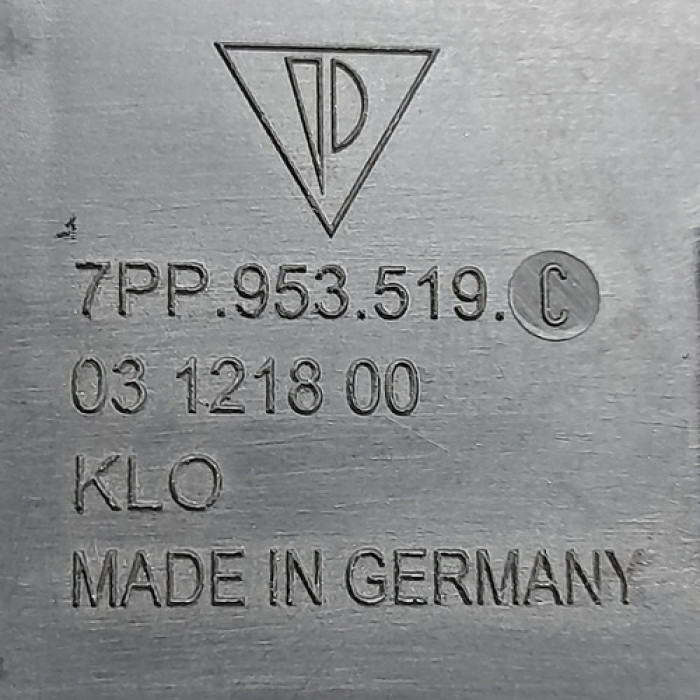 7PP.953.519.C
03 1218 00
KLO
MADE IN GERMANY